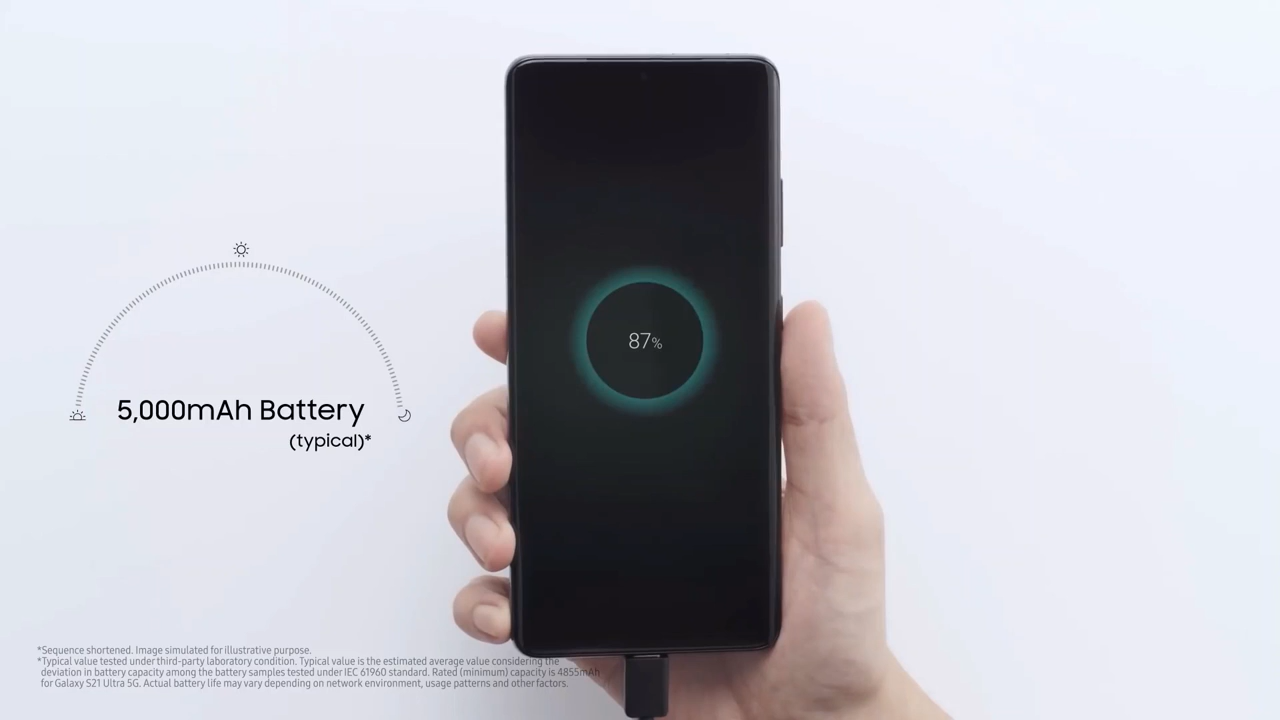 87%
5,000mAh Battery
(typical)*
*Sequence shortened. Image simulated for illustrative purpose.
*Typical value tested under third-party laboratory condition. Typical value is the estimated average value considering the
deviation in battery capacity among the battery samples tested under IEC 61960 standard. Rated (minimum) capacity is 4855mAh
for Galaxy S21 Ultra 5G. Actual battery life may vary depending on network environment, usage patterns and other factors.